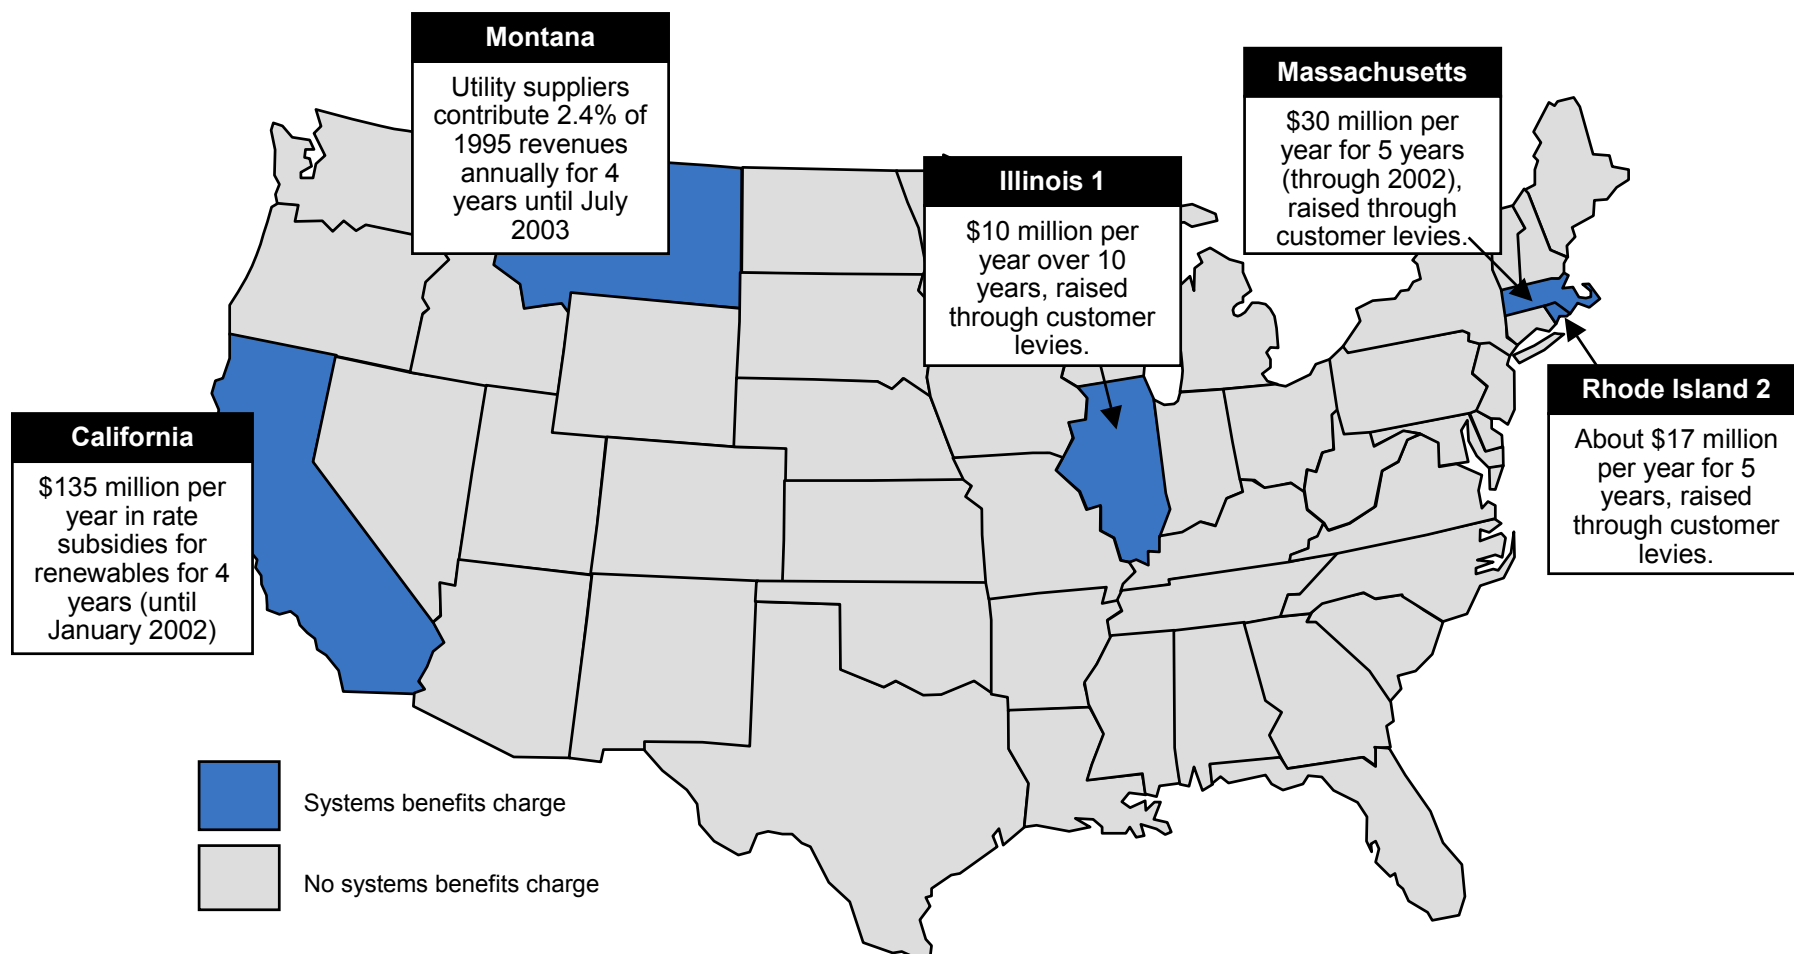 Montana
Utility suppliers
contribute 2.4% of
1995 revenues
annually for 4
years until July
2003
Massachusetts
$30 million per
year for 5 years
(through 2002),
raised through
customer levies.
Illinois 1
$10 million per
year over 10
years, raised
through customer
levies.
Rhode Island 2
About $17 million
per year for 5
years, raised
through customer
levies.
California
$135 million per
year in rate
subsidies for
renewables for 4
years (until
January 2002)
Systems benefits charge
No systems benefits charge